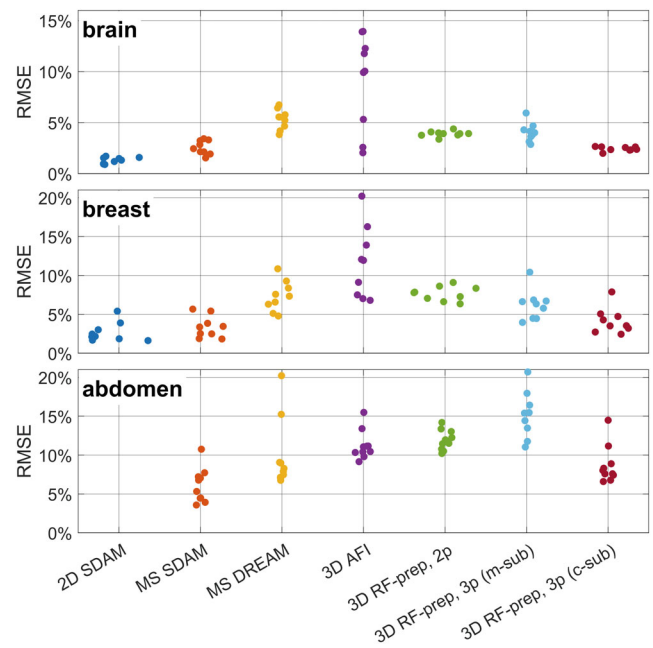 brain
RMSE
15%
10%
5%
0%
breast
RMSE
20%
15%
10%
5%
0%
abdomen
RMSE
20%
15%
10%
5%
0%
2D SDAM
MS SDAM
MS DREAM
3D AFI
3D RF-prep, 2p
3D RF-prep, 3p (m-sub)
3D RF-prep, 3p (c-sub)